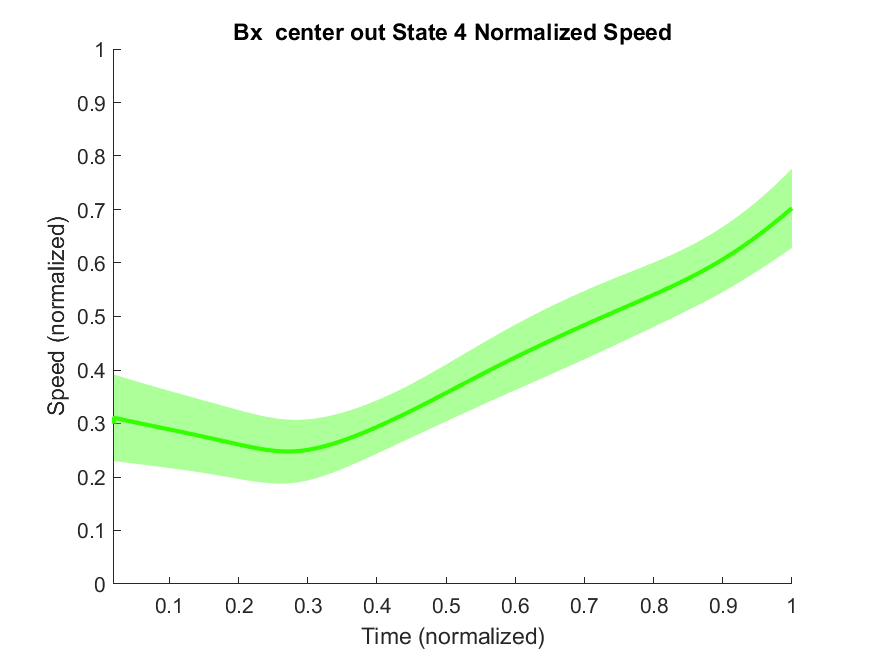 Bx  center out State 4 Normalized Speed
1
0.9
0.8
0.7
0.6
0.5
0.4
0.3
0.2
0.1
0
Speed (normalized)
0.1 0.2 0.3 0.4 0.5 0.6 0.7 0.8 0.9 1
Time (normalized)